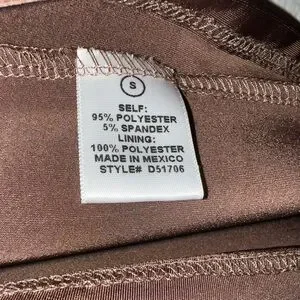 S
SELF:
95% POLYESTER
5% SPANDEX
LINING:
100% POLYESTER
MADE IN MEXICO
STYLE# D51706